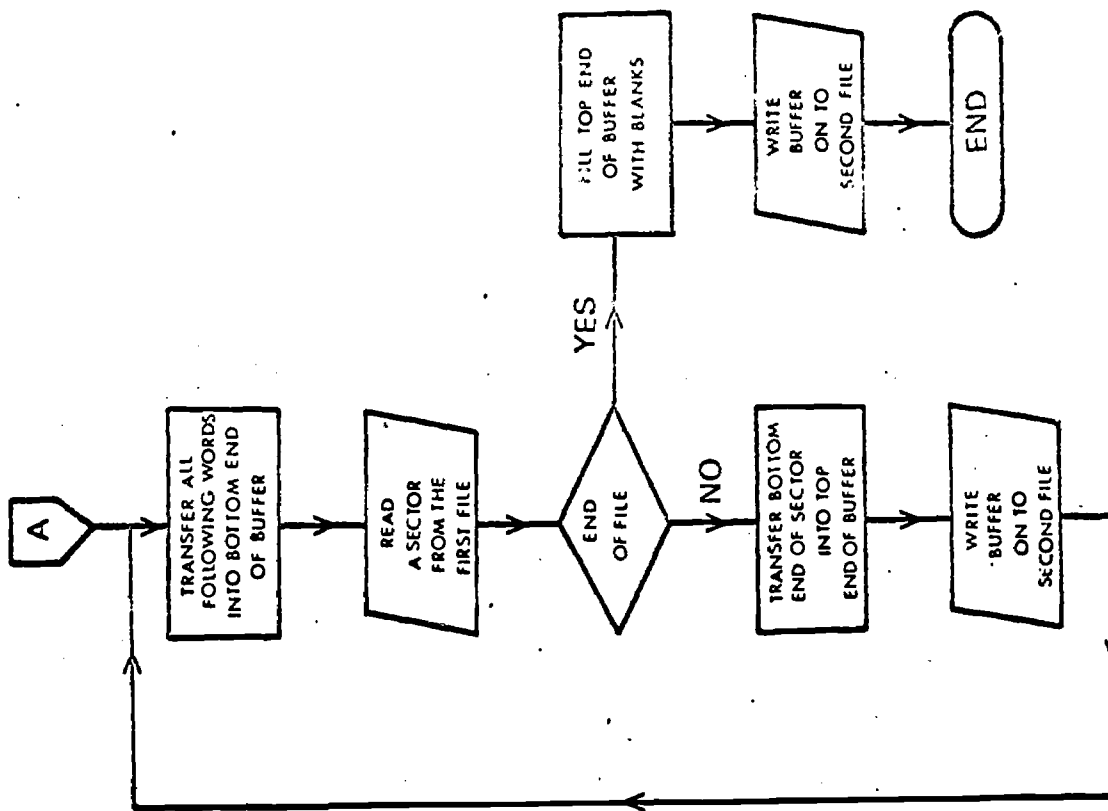 A
TRANSFER ALL
FOLLOWING WORDS
INTO BOTTOM END
OF BUFFER
READ
A SECTOR
FROM THE
FIRST FILE
END
OF FILE
YES
FILL TOP END
OF BUFFER
WITH BLANKS
WRITE
BUFFER
ON TO
SECOND FILE
END
NO
TRANSFER BOTTOM
END OF SECTOR
INTO TOP
END OF BUFFER
WRITE
BUFFER
ON TO
SECOND FILE